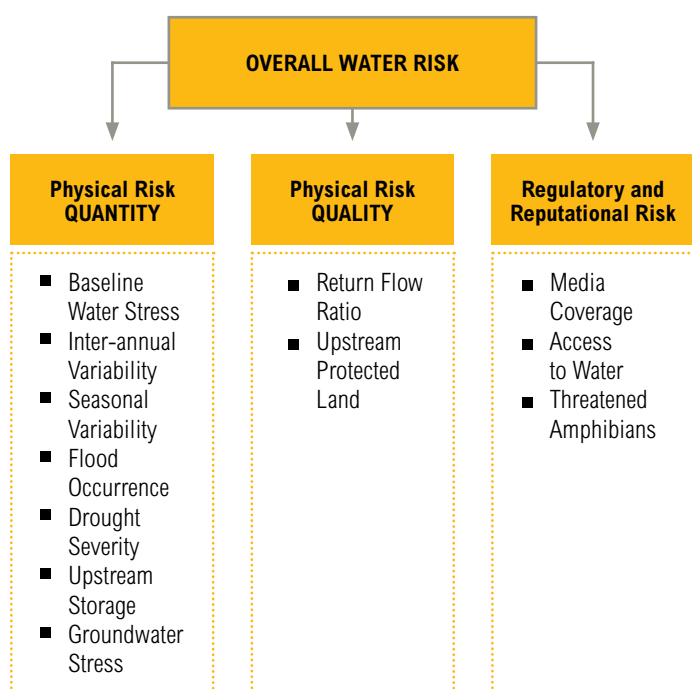 OVERALL WATER RISK
Physical Risk
QUANTITY
Baseline
Water Stress
Inter-annual
Variability
Seasonal
Variability
Flood
Occurrence
Drought
Severity
Upstream
Storage
Groundwater
Stress
Physical Risk
QUALITY
Return Flow
Ratio
Upstream
Protected
Land
Regulatory and
Reputational Risk
Media
Coverage
Access
to Water
Threatened
Amphibians